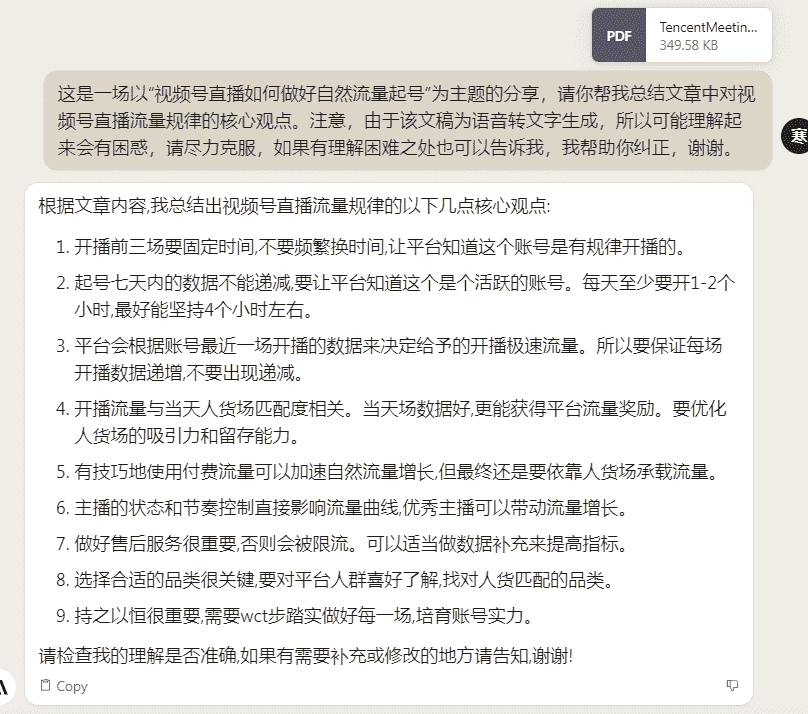 PDF
TencentMeetin...
349.58 KB
这是一场以“视频号直播如何做好自然流量起号”为主题的分享，请你帮我总结文章中对视
频号直播流量规律的核心观点。注意，由于该文稿为语音转文字生成，所以可能理解起
来会有困惑，请尽力克服，如果有理解困难之处也可以告诉我，我帮助你纠正，谢谢。
寒
根据文章内容,我总结出视频号直播流量规律的以下几点核心观点:
1. 开播前三场要固定时间,不要频繁换时间,让平台知道这个账号是有规律开播的。
2. 起号七天内的数据不能递减,要让平台知道这个是个活跃的账号。每天至少要开1-2个
小时,最好能坚持4个小时左右。
3. 平台会根据账号最近一场开播的数据来决定给予的开播极速流量。所以要保证每场
开播数据递增,不要出现递减。
4. 开播流量与当天人货场匹配度相关。当天场数据好,更能获得平台流量奖励。要优化
人货场的吸引力和留存能力。
5. 有技巧地使用付费流量可以加速自然流量增长,但最终还是要依靠人货场承载流量。
6. 主播的状态和节奏控制直接影响流量曲线,优秀主播可以带动流量增长。
7. 做好售后服务很重要,否则会被限流。可以适当做数据补充来提高指标。
8. 选择合适的品类很关键,要对平台人群喜好了解,找对人货匹配的品类。
9. 持之以恒很重要,需要wct步踏实做好每一场,培育账号实力。
请检查我的理解是否准确,如果有需要补充或修改的地方请告知,谢谢!
Copy